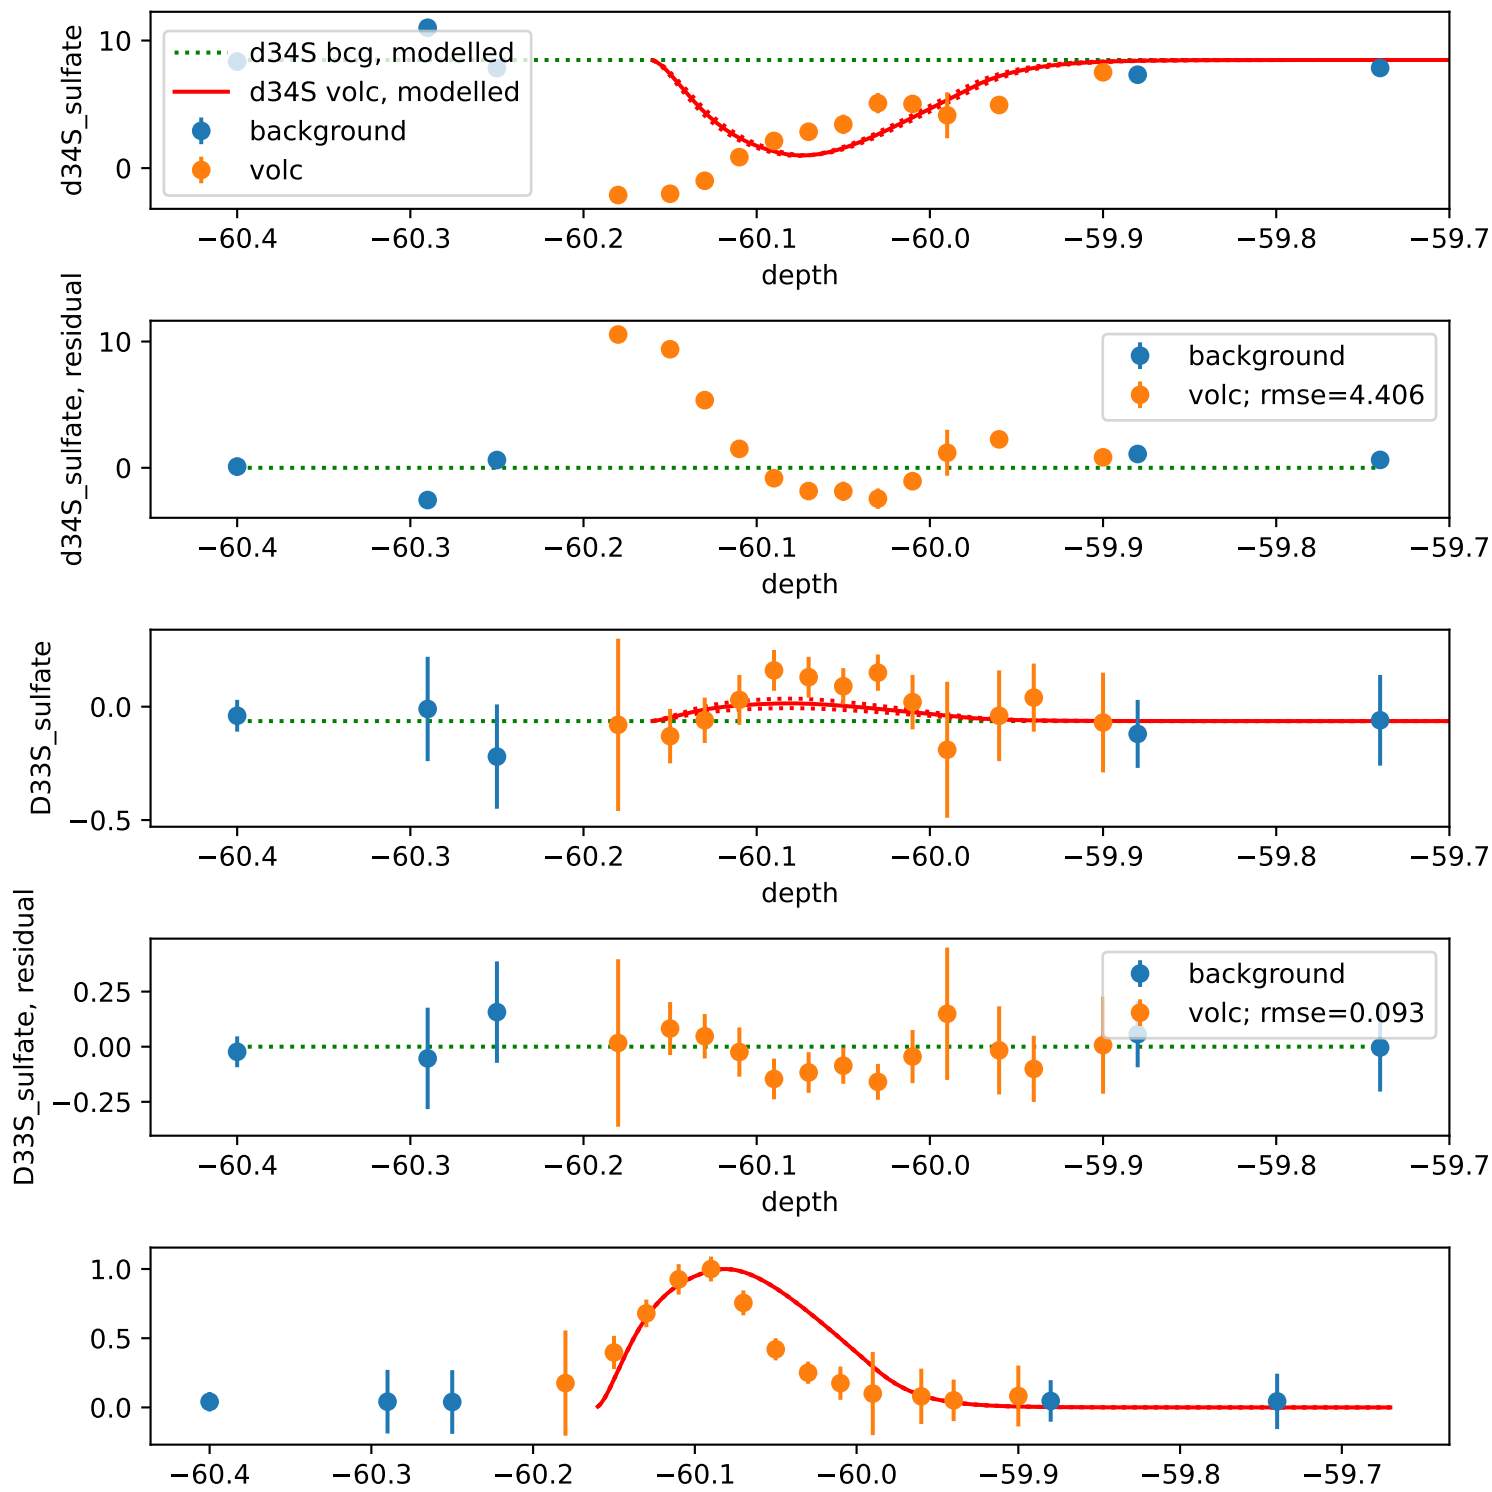 d34S_sulfate
10
0
d34S bcg, modelled
d34S volc, modelled
background
volc
−60.4 −60.3 −60.2 −60.1 −60.0 −59.9 −59.8 −59.7
depth
d34S_sulfate, residual
10
0
background
volc; rmse=4.406
−60.4 −60.3 −60.2 −60.1 −60.0 −59.9 −59.8 −59.7
depth
D33S_sulfate
0.0
−0.5
−60.4 −60.3 −60.2 −60.1 −60.0 −59.9 −59.8 −59.7
depth
D33S_sulfate, residual
0.25
0.00
−0.25
background
volc; rmse=0.093
−60.4 −60.3 −60.2 −60.1 −60.0 −59.9 −59.8 −59.7
depth
1.0
0.5
0.0
−60.4 −60.3 −60.2 −60.1 −60.0 −59.9 −59.8 −59.7